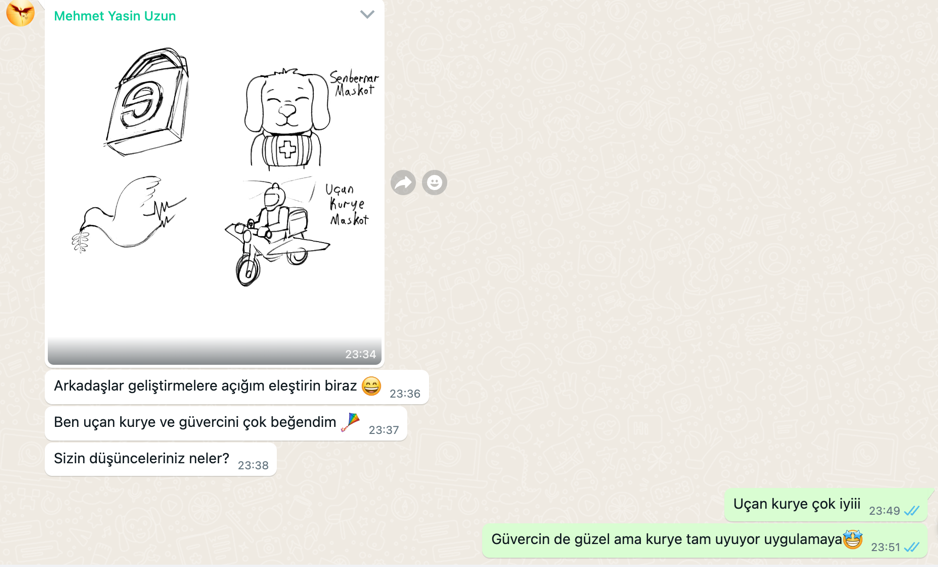 Mehmet Yasin Uzun
Senbernar
Maskot
Uçan
Kurye
Maskot
23:34
Arkadaşlar geliştirmelere açığım eleştirin biraz 😄 23:36
Ben uçan kurye ve güvercini çok beğendim 🪁 23:37
Sizin düşünceleriniz neler? 23:38
Uçan kurye çok iyiii 23:49
Güvercin de güzel ama kurye tam uyuyor uygulamaya🤩 23:51